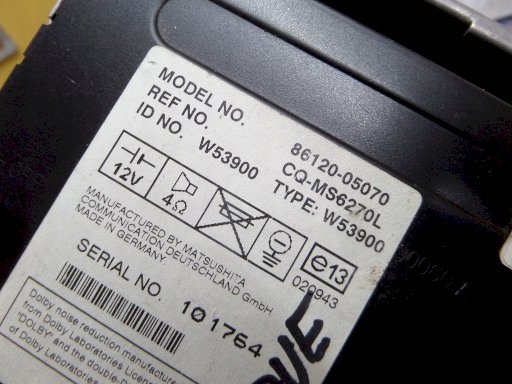 MODEL NO. 86120-05070
REF NO. CQ-MS6270L
ID NO. W53900 TYPE: W53900
12V 4Ω e13
020943
MANUFACTURED BY MATSUSHITA
COMMUNICATION DEUTSCHLAND GmbH
MADE IN GERMANY.
SERIAL NO. 101764
Dolby noise reduction manufactured
from Dolby Laboratories Licens
"DOLBY" and the double-D
of Dolby Laboratories